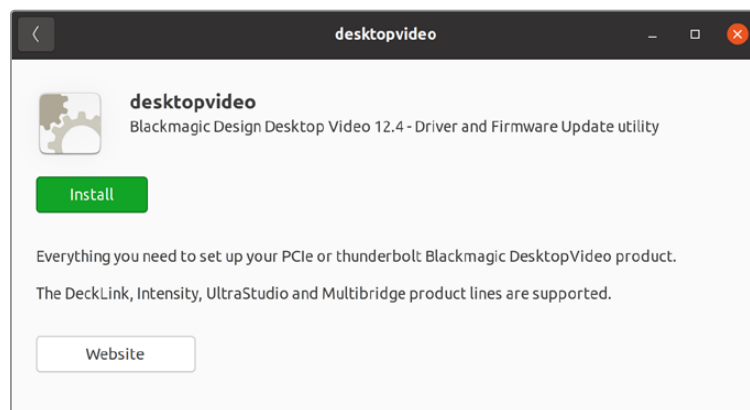 desktopvideo
desktopvideo
Blackmagic Design Desktop Video 12.4 - Driver and Firmware Update utility
Install
Everything you need to set up your PCIe or thunderbolt Blackmagic DesktopVideo product.
The DeckLink, Intensity, UltraStudio and Multibridge product lines are supported.
Website